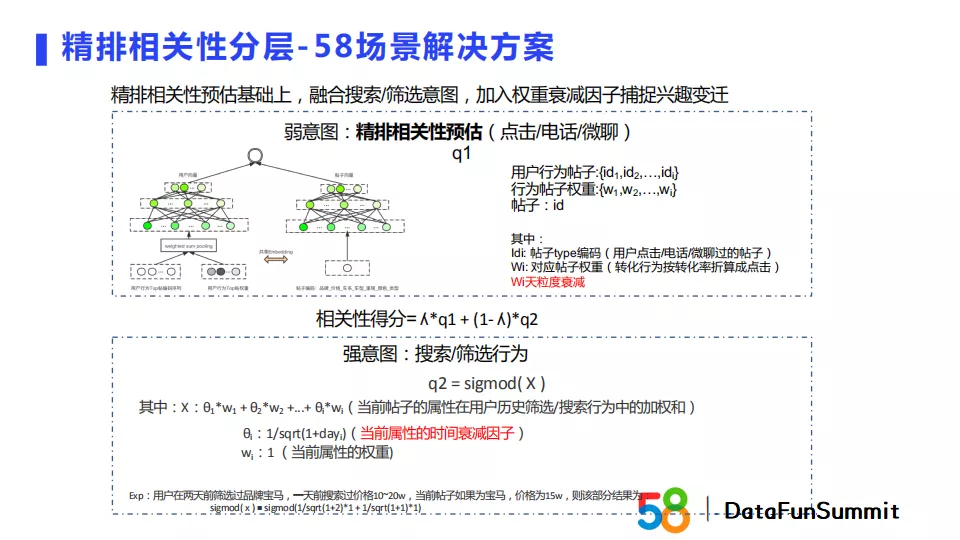 精排相关性分层-58场景解决方案
精排相关性预估基础上，融合搜索/筛选意图，加入权重衰减因子捕捉兴趣变迁
弱意图：精排相关性预估（点击/电话/微聊）
q1
用户向量
帖子向量
weighted sum pooling
共享Embedding
用户行为Top帖编码序列
用户行为Top帖权重
帖子编码：品牌_价格_车系_车型_里程_颜色_类型
用户行为帖子:{id₁,id₂,…,idᵢ}
行为帖子权重:{w₁,w₂,…,wᵢ}
帖子：id
其中：
Idi: 帖子type编码（用户点击/电话/微聊过的帖子）
Wi: 对应帖子权重（转化行为按转化率折算成点击）
Wi天粒度衰减
相关性得分= ʎ*q1 + (1- ʎ)*q2
强意图：搜索/筛选行为
q2 = sigmod( X )
其中：X：θ₁*w₁ + θ₂*w₂ +...+ θᵢ*wᵢ（当前帖子的属性在用户历史筛选/搜索行为中的加权和）
θᵢ：1/sqrt(1+dayᵢ)（当前属性的时间衰减因子）
wᵢ：1 （当前属性的权重)
Exp：用户在两天前筛选过品牌宝马，一天前搜索过价格10~20w，当前帖子如果为宝马，价格为15w，则该部分结果为：
sigmod( x ) = sigmod(1/sqrt(1+2)*1 + 1/sqrt(1+1)*1)
58 | DataFunSummit